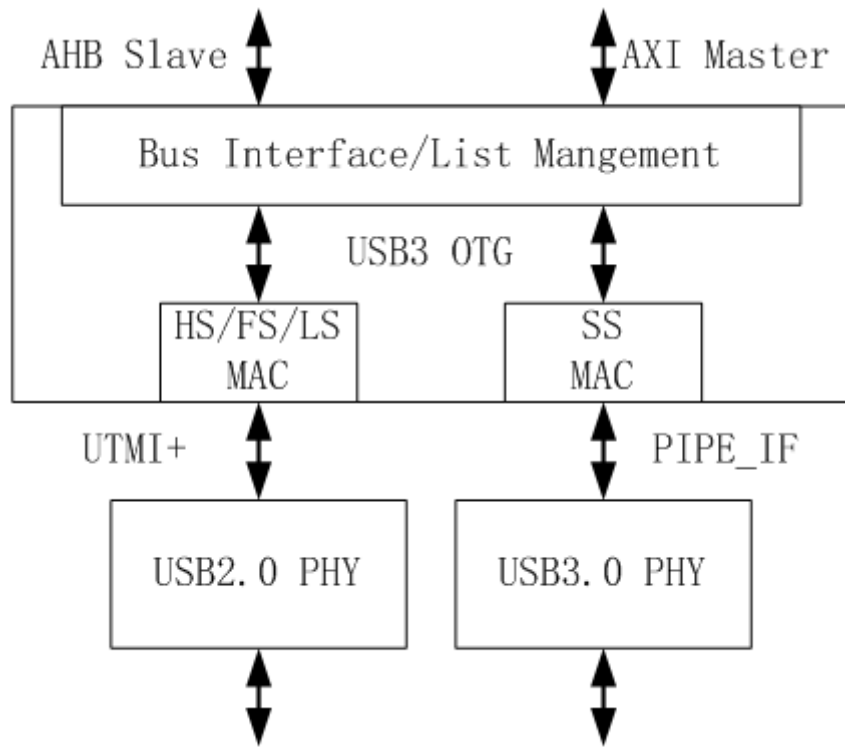 AHB Slave
AXI Master
Bus Interface/List Mangement
USB3 OTG
HS/FS/LS
MAC
SS
MAC
UTMI+
PIPE_IF
USB2.0 PHY
USB3.0 PHY